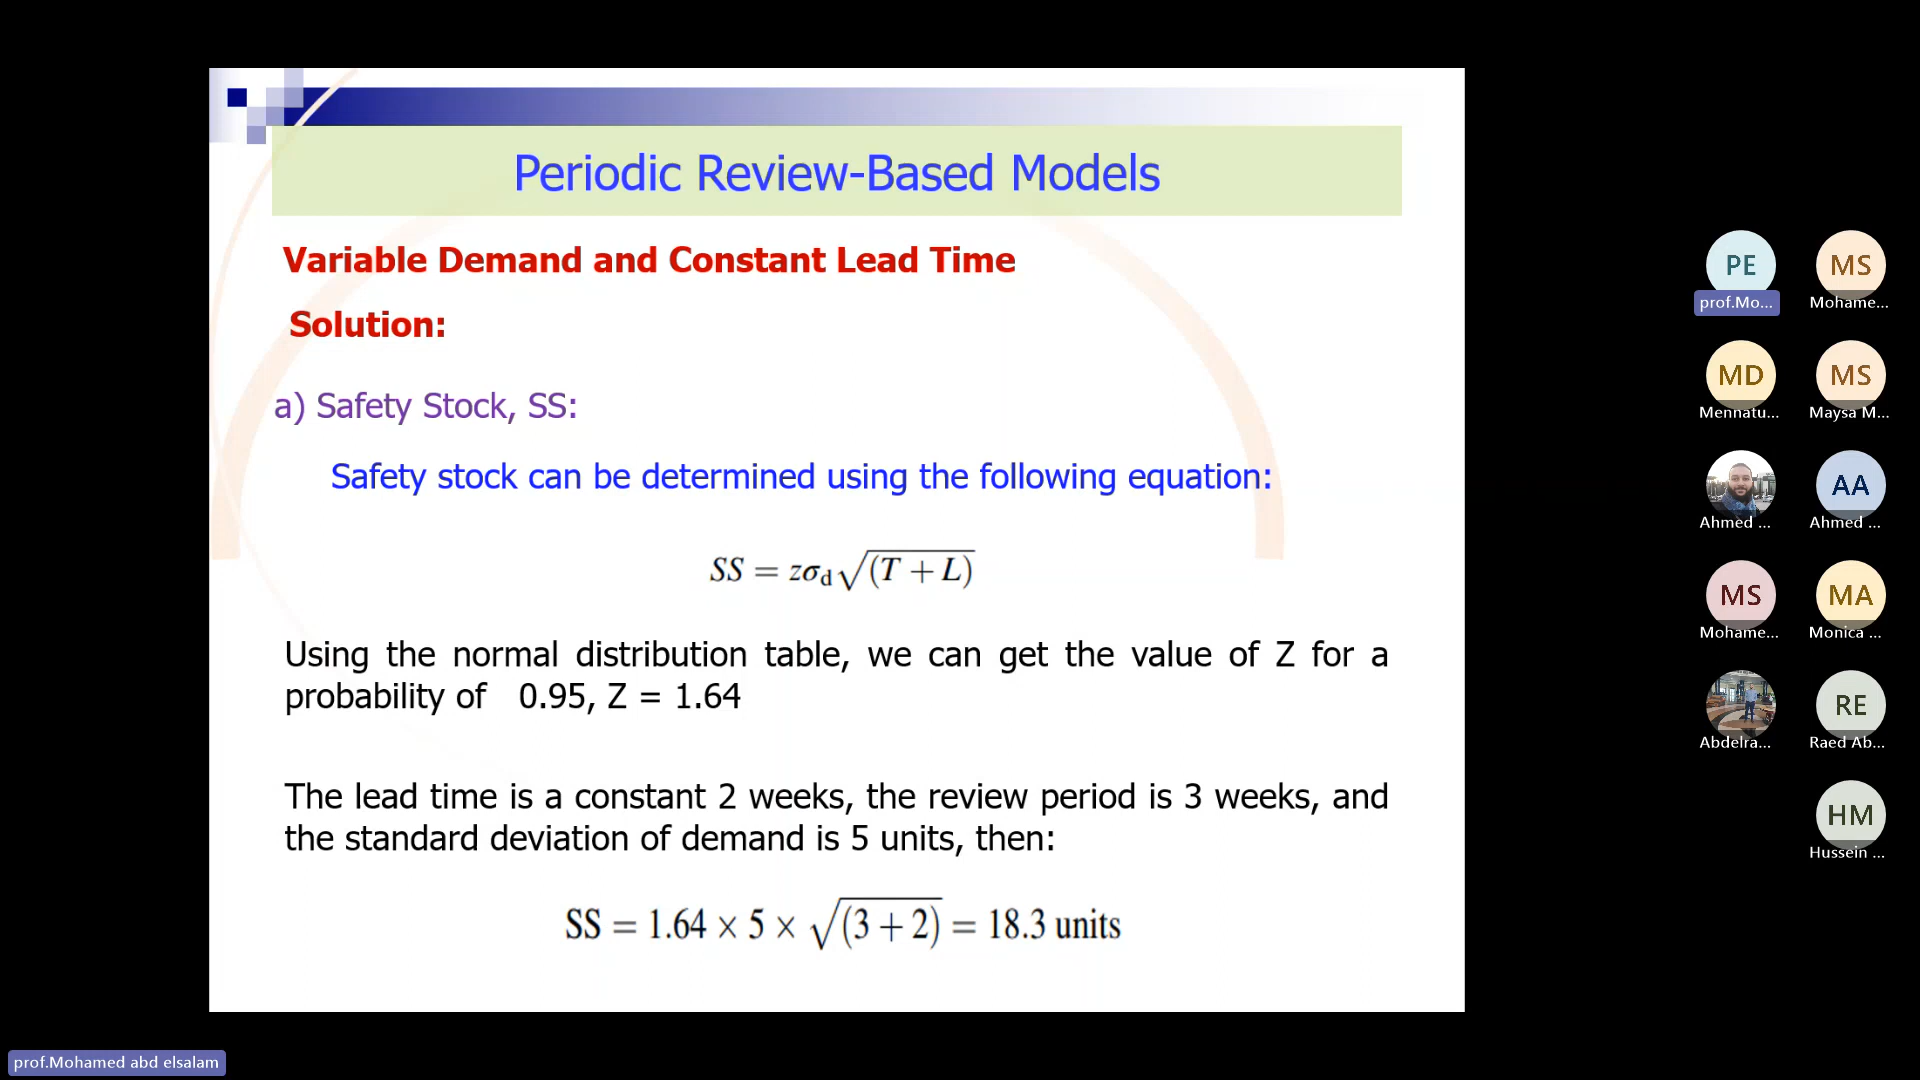 Periodic Review-Based Models
Variable Demand and Constant Lead Time
Solution:
a) Safety Stock, SS:
Safety stock can be determined using the following equation:
SS = zσd√(T + L)
Using the normal distribution table, we can get the value of Z for a
probability of 0.95, Z = 1.64
The lead time is a constant 2 weeks, the review period is 3 weeks, and
the standard deviation of demand is 5 units, then:
SS = 1.64 × 5 × √(3 + 2) = 18.3 units
PE
MS
prof.Mo...
Mohame...
MD
MS
Mennatu...
Maysa M...
AA
Ahmed ...
Ahmed ...
MS
MA
Mohame...
Monica ...
RE
Abdelra...
Raed Ab...
HM
Hussein ...
prof.Mohamed abd elsalam